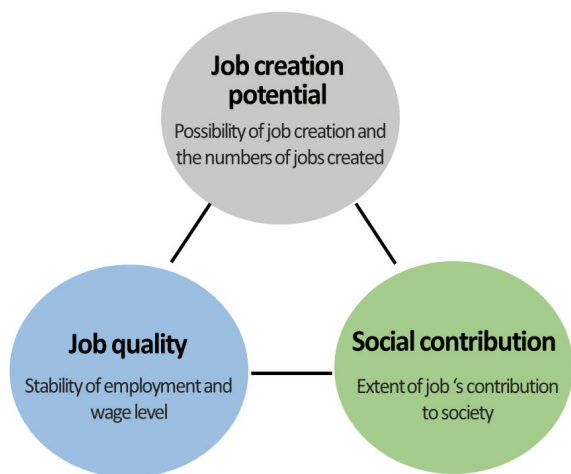 Job creation
potential
Possibility of job creation and
the numbers of jobs created
Job quality
Stability of employment and
wage level
Social contribution
Extent of job ‘s contribution
to society